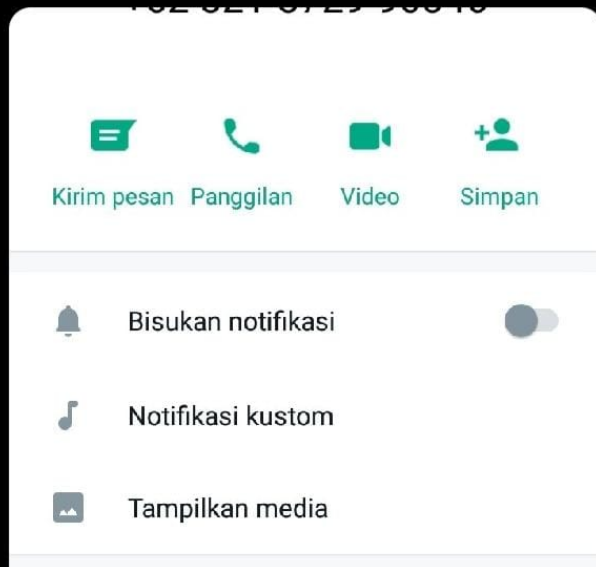 Kirim pesan Panggilan Video Simpan
Bisukan notifikasi
Notifikasi kustom
Tampilkan media